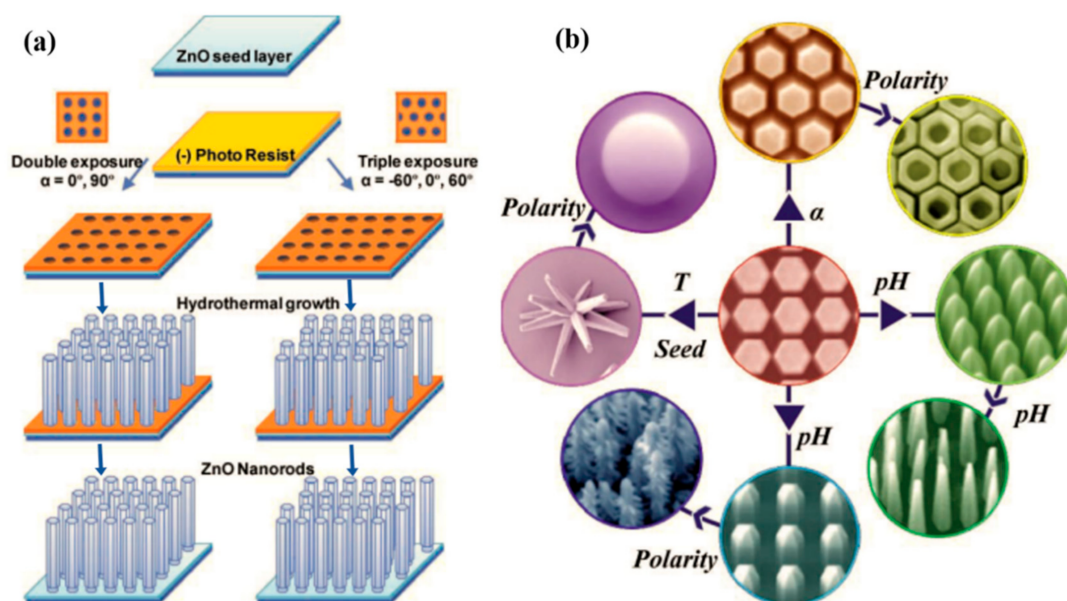 (a)
ZnO seed layer
(-) Photo Resist
Double exposure
α = 0°, 90°
Triple exposure
α = -60°, 0°, 60°
Hydrothermal growth
ZnO Nanorods
(b)
Polarity
Polarity
α
T
Seed
pH
pH
pH
Polarity